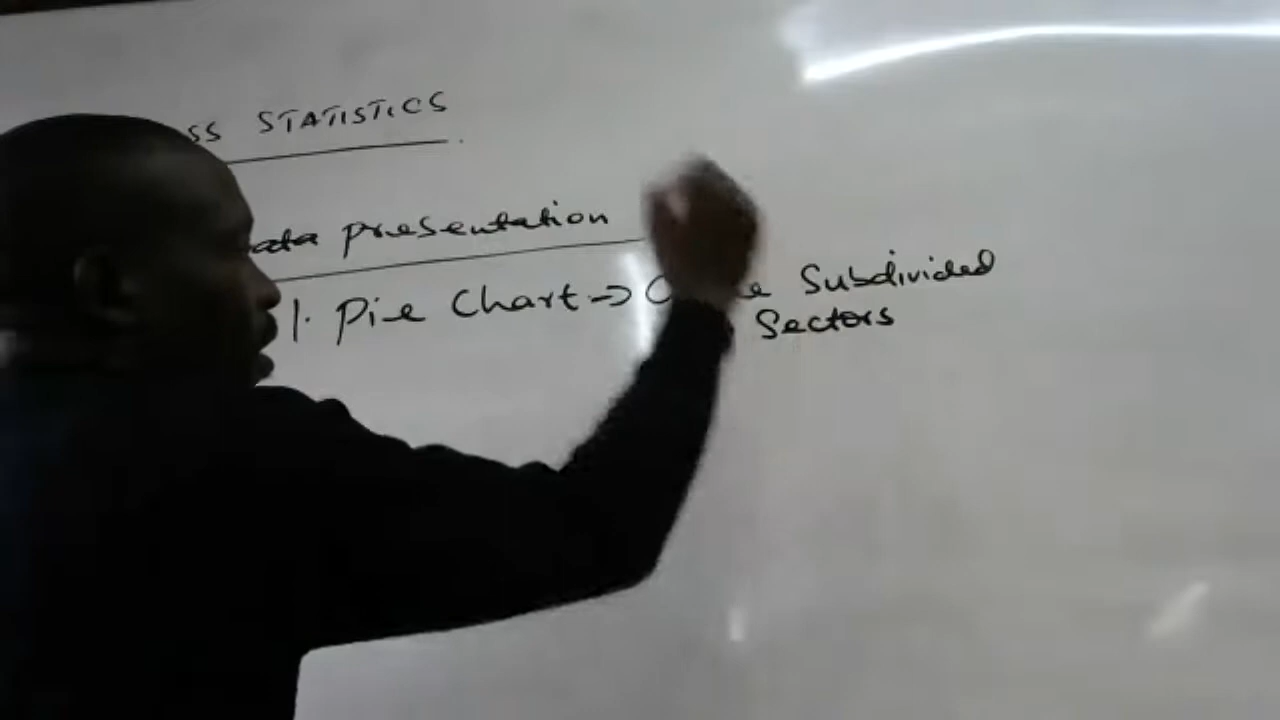 SS STATISTICS
ata presentation
1. Pie Chart → Subdivided
Sectors